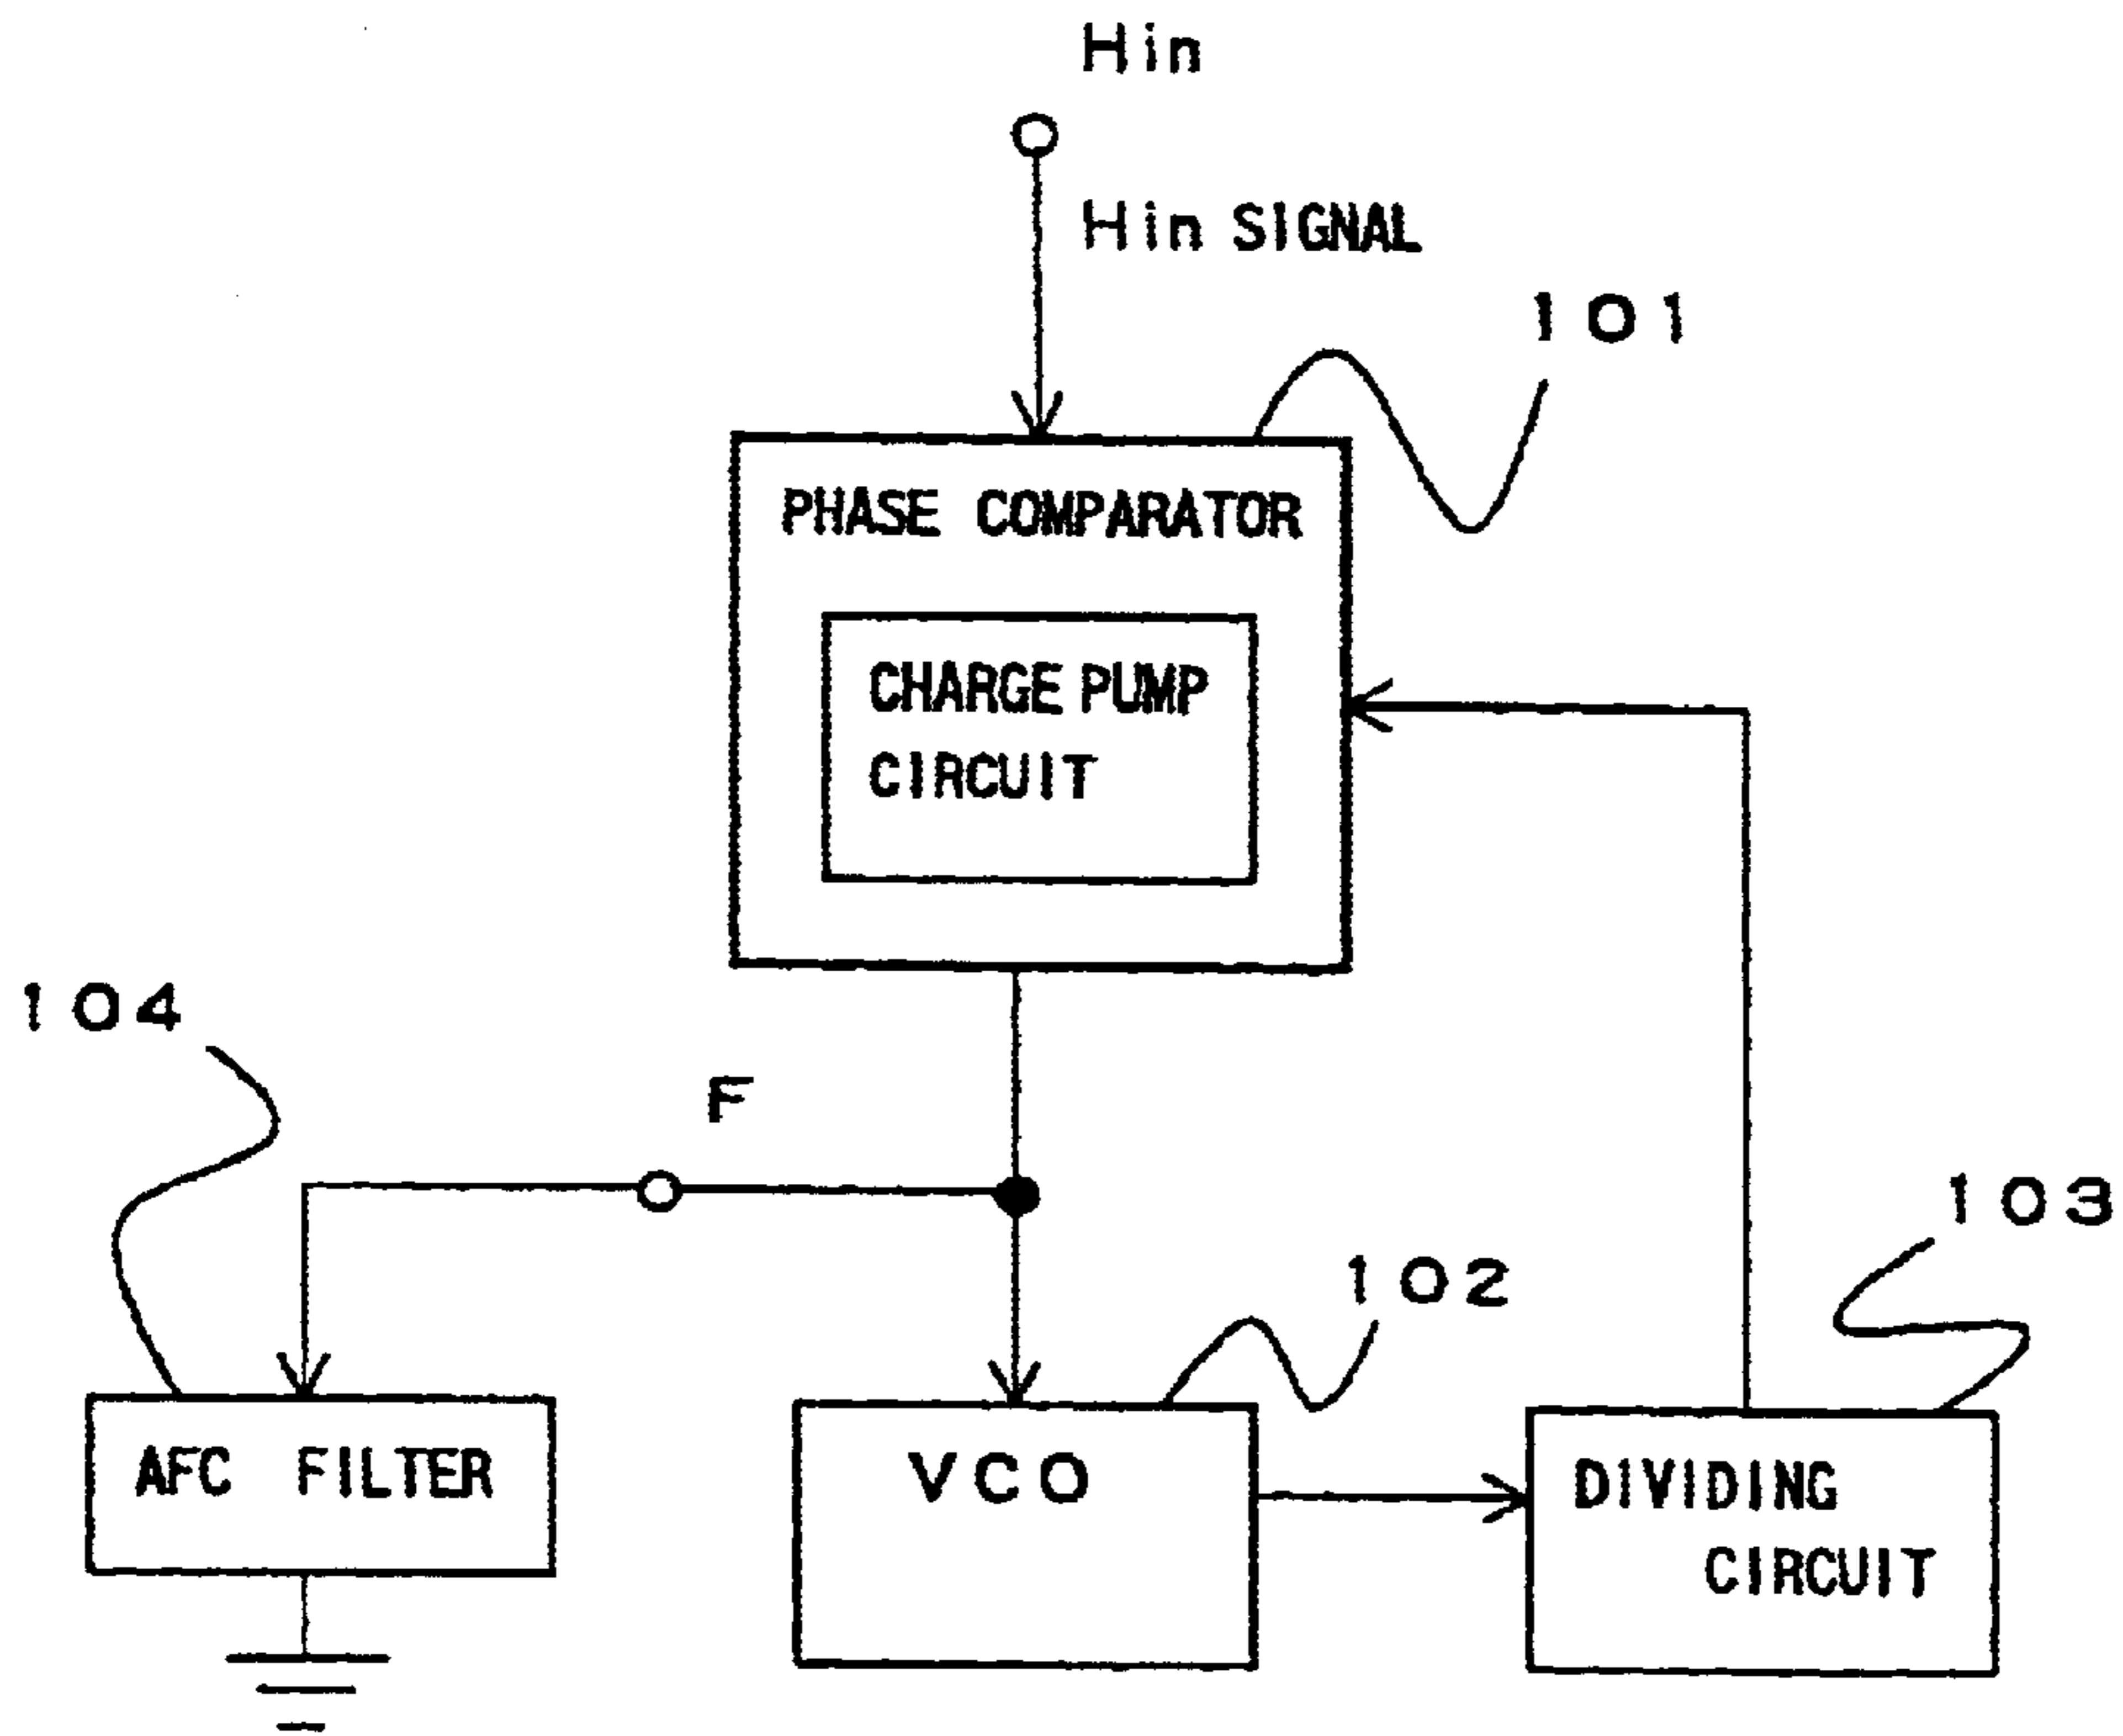 Hin
Hin SIGNAL
101
PHASE COMPARATOR
CHARGE PUMP
CIRCUIT
104
F
103
102
AFC FILTER
VCO
DIVIDING
CIRCUIT